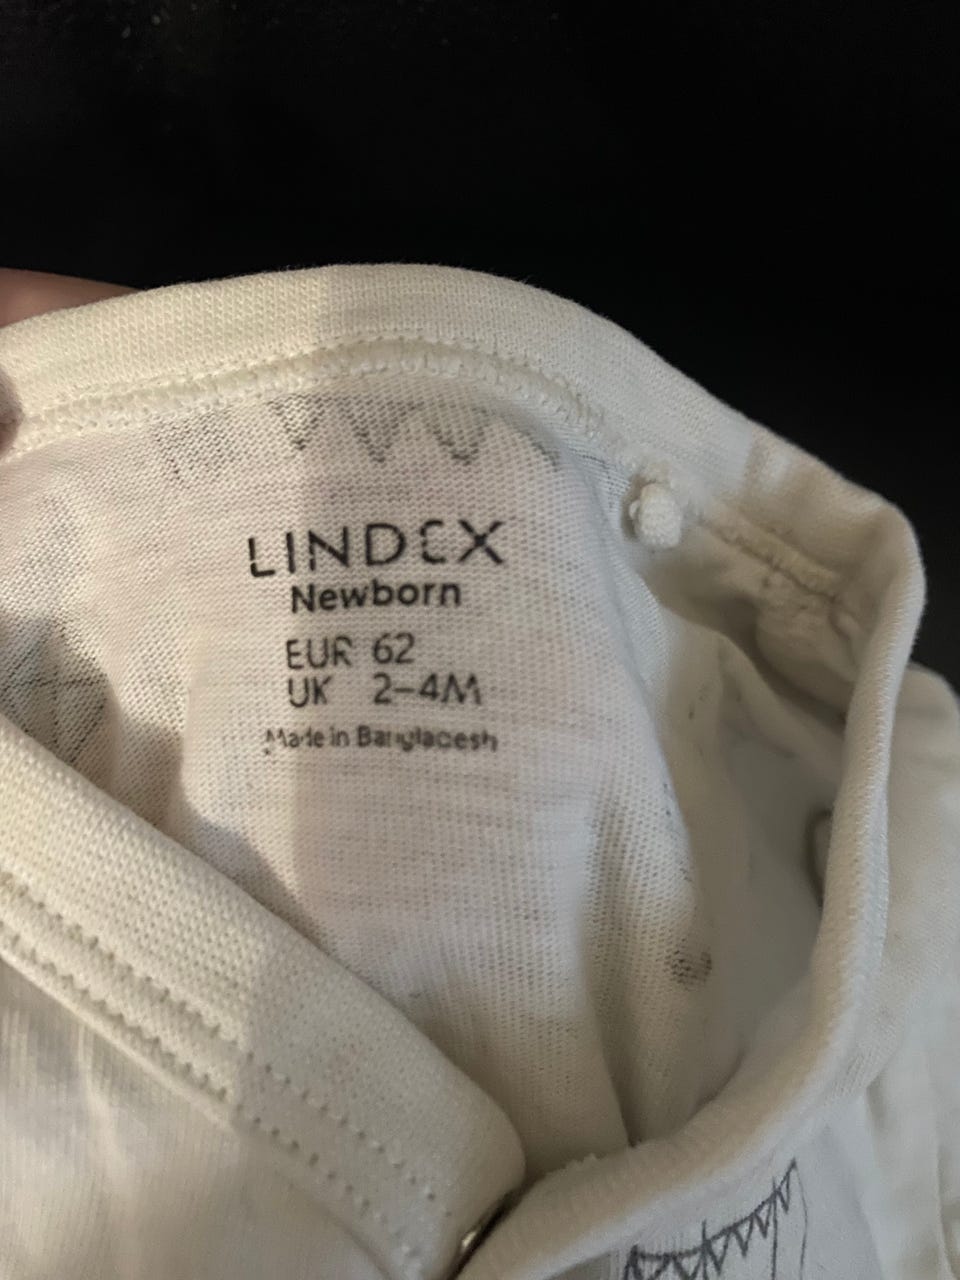 LINDEX
Newborn
EUR 62
UK 2-4M
Made in Bangladesh